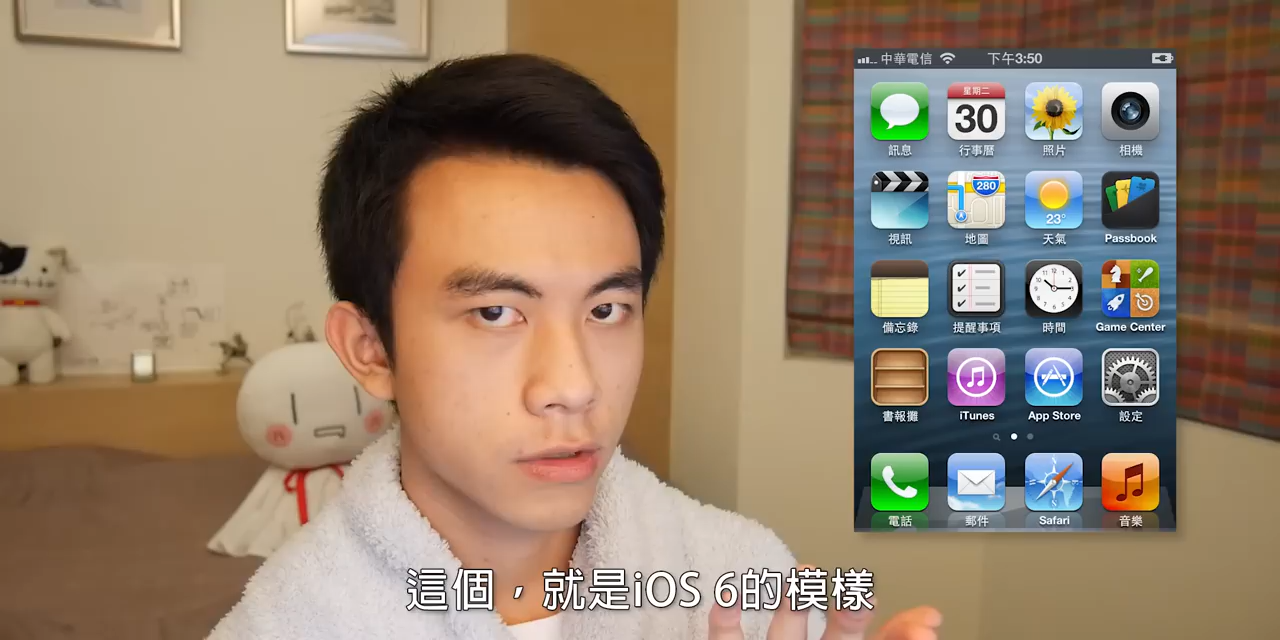 中華電信 下午3:50
星期二
30
訊息 行事曆 照片 相機
280
23°
視訊 地圖 天氣 Passbook
備忘錄 提醒事項 時間 Game Center
書報攤 iTunes App Store 設定
電話 郵件 Safari 音樂
這個，就是iOS 6的模樣